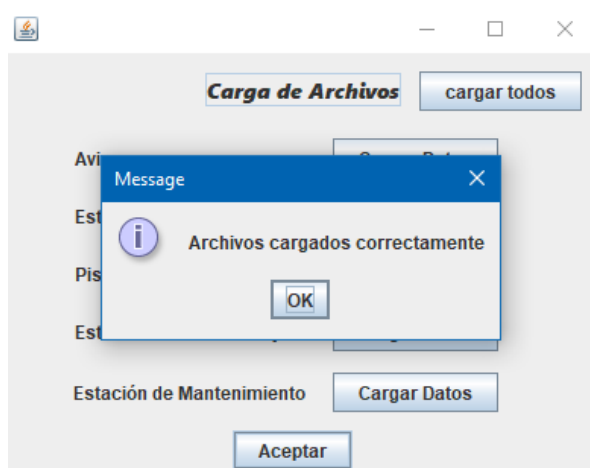 Carga de Archivos
cargar todos
Message
Archivos cargados correctamente
OK
Estación de Mantenimiento
Cargar Datos
Aceptar